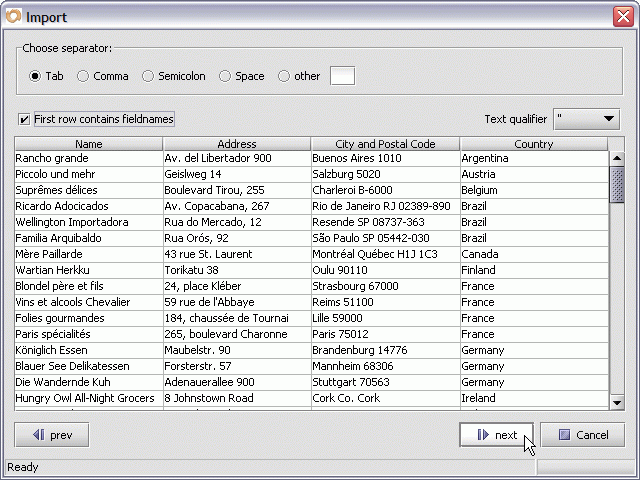 Import
Choose separator:
Tab Comma Semicolon Space other
First row contains fieldnames Text qualifier "
Name Address City and Postal Code Country
Rancho grande Av. del Libertador 900 Buenos Aires 1010 Argentina
Piccolo und mehr Geislweg 14 Salzburg 5020 Austria
Suprêmes délices Boulevard Tirou, 255 Charleroi B-6000 Belgium
Ricardo Adocicados Av. Copacabana, 267 Rio de Janeiro RJ 02389-890 Brazil
Wellington Importadora Rua do Mercado, 12 Resende SP 08737-363 Brazil
Familia Arquibaldo Rua Orós, 92 São Paulo SP 05442-030 Brazil
Mère Paillarde 43 rue St. Laurent Montréal Québec H1J 1C3 Canada
Wartian Herkku Torikatu 38 Oulu 90110 Finland
Blondel père et fils 24, place Kléber Strasbourg 67000 France
Vins et alcools Chevalier 59 rue de l'Abbaye Reims 51100 France
Folies gourmandes 184, chaussée de Tournai Lille 59000 France
Paris spécialités 265, boulevard Charonne Paris 75012 France
Königlich Essen Maubelstr. 90 Brandenburg 14776 Germany
Blauer See Delikatessen Forsterstr. 57 Mannheim 68306 Germany
Die Wandernde Kuh Adenauerallee 900 Stuttgart 70563 Germany
Hungry Owl All-Night Grocers 8 Johnstown Road Cork Co. Cork Ireland
prev next Cancel
Ready